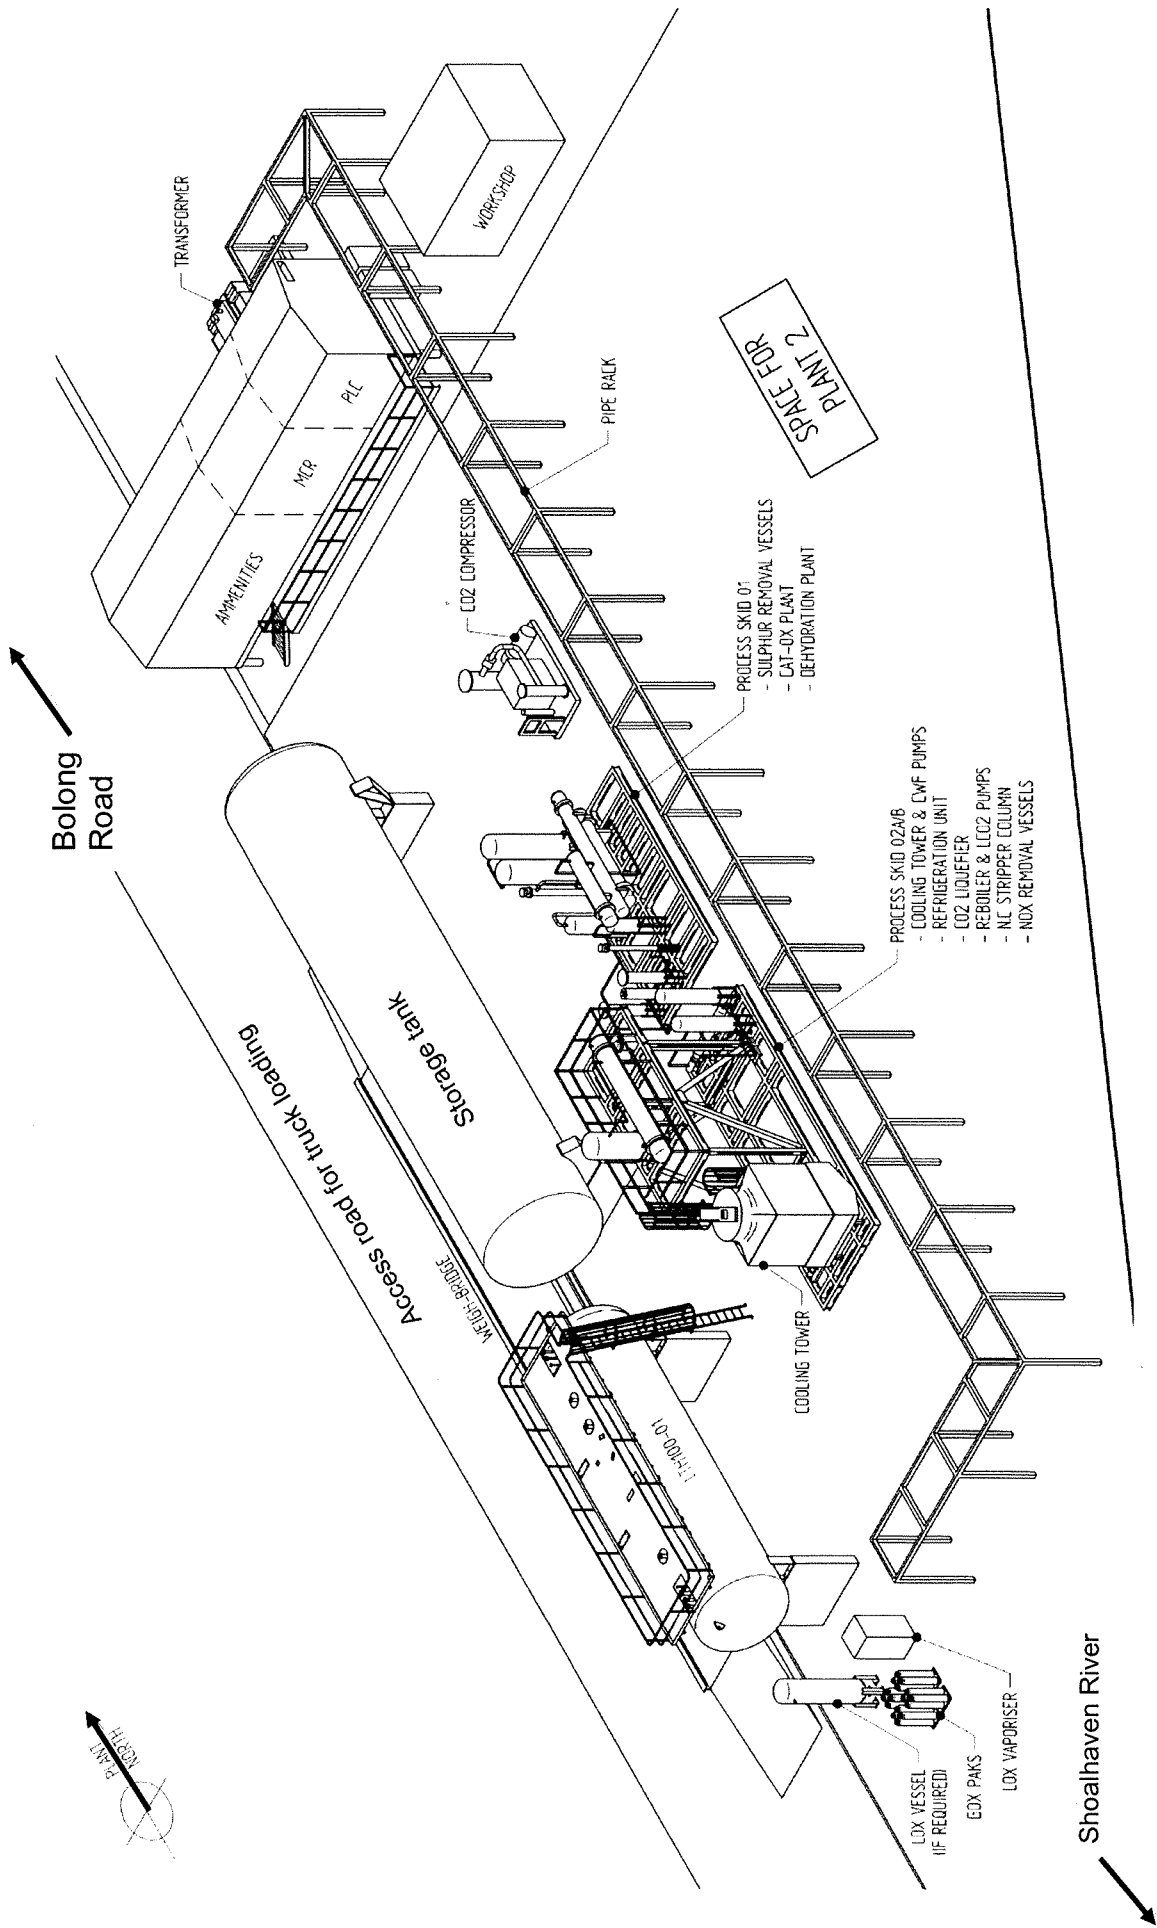 Bolong
Road
TRANSFORMER
WORKSHOP
PLC
MCR
AMMENITIES
SPACE FOR
PLANT 2
PIPE RACK
CO2 COMPRESSOR
PROCESS SKID 01
- SULPHUR REMOVAL VESSELS
- CAT-OX PLANT
- DEHYDRATION PLANT
PROCESS SKID 02A/B
- COOLING TOWER & CWF PUMPS
- REFRIGERATION UNIT
- CO2 LIQUEFIER
- REBOILER & LCO2 PUMPS
- N.C STRIPPER COLUMN
- NOX REMOVAL VESSELS
Storage tank
Access road for truck loading
WEIGH-BRIDGE
COOLING TOWER
LTH100-01
PLANT
NORTH
LOX VESSEL
(IF REQUIRED)
GOX PAKS
LOX VAPORISER
Shoalhaven River